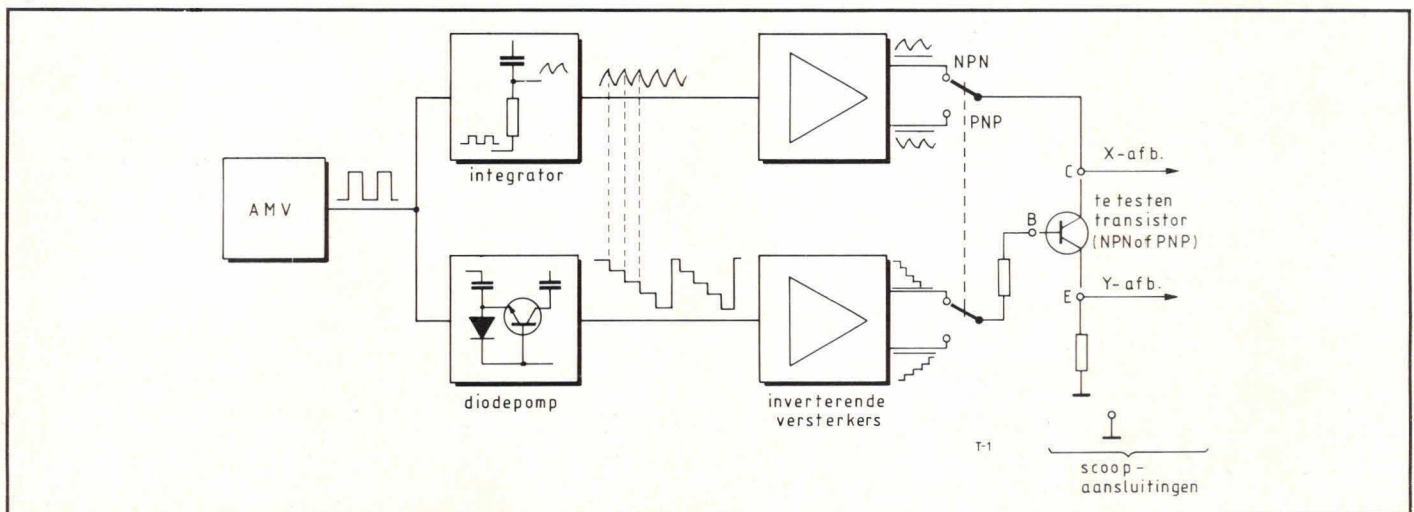 AMV
integrator
diodepomp
inverterende
versterkers
NPN
PNP
C
X-afb.
te testen
transistor
(NPN of PNP)
B
E
Y-afb.
T-1
scoop-
aansluitingen